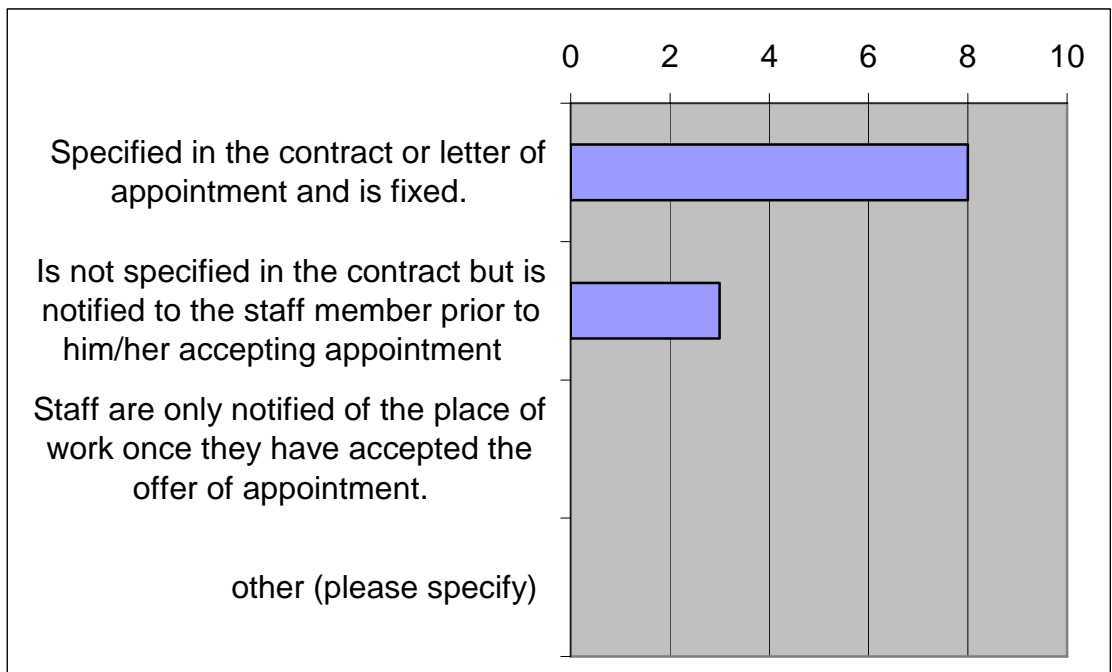 0 2 4 6 8 10
Specified in the contract or letter of
appointment and is fixed.
Is not specified in the contract but is
notified to the staff member prior to
him/her accepting appointment
Staff are only notified of the place of
work once they have accepted the
offer of appointment.
other (please specify)